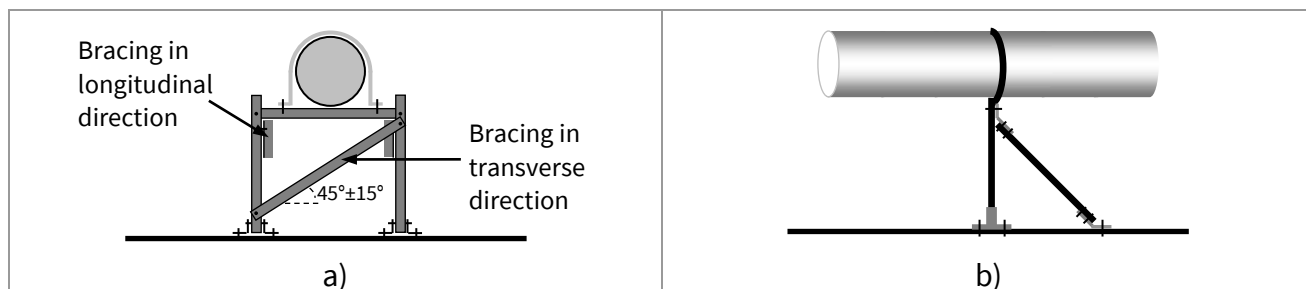 Bracing in
longitudinal
direction
Bracing in
transverse
direction
45°±15°
a)
b)